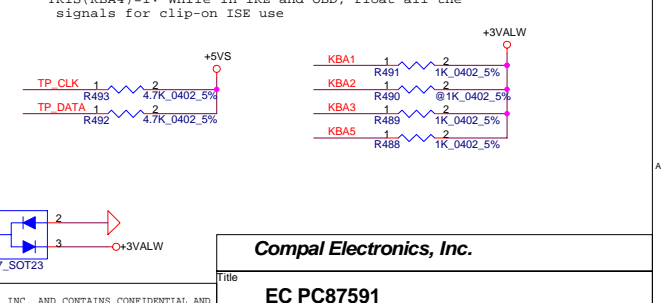 signals for clip-on ISE use
+5VS
TP_CLK 1 2
R493 4.7K_0402_5%
TP_DATA 1 2
R492 4.7K_0402_5%
+3VALW
KBA1 1 2
R491 1K_0402_5%
KBA2 1 2
R490 @1K_0402_5%
KBA3 1 2
R489 1K_0402_5%
KBA5 1 2
R488 1K_0402_5%
A
2
3 +3VALW
7_SOT23
Compal Electronics, Inc.
Title
EC PC87591
INC. AND CONTAINS CONFIDENTIAL AND